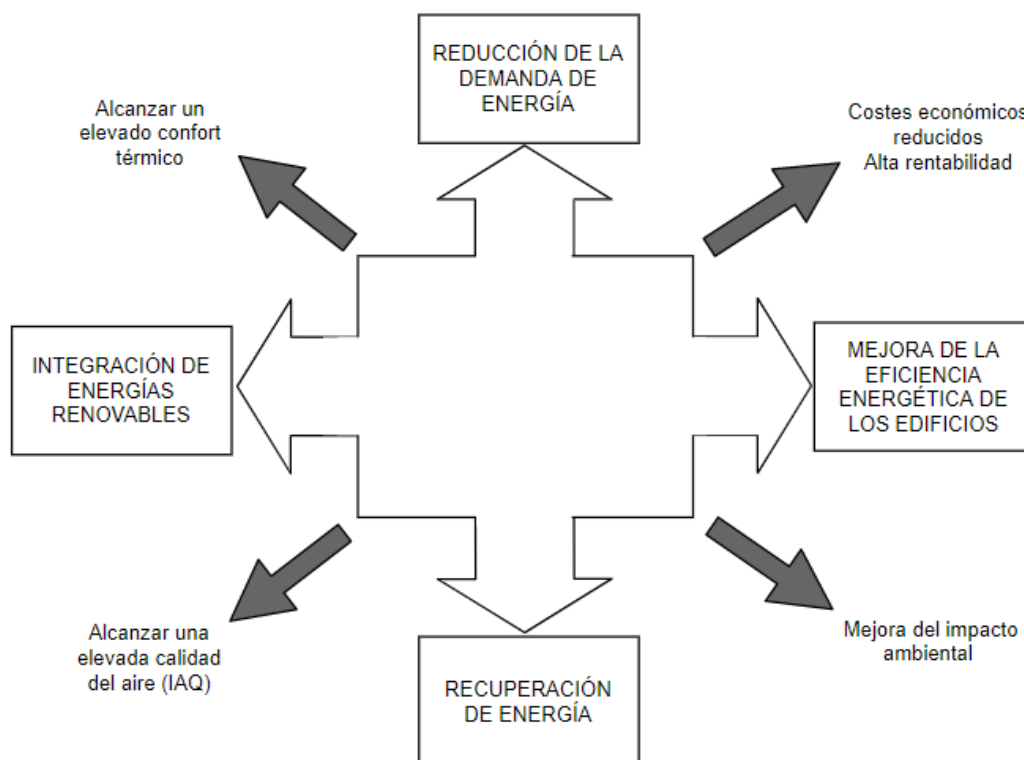 REDUCCIÓN DE LA
DEMANDA DE
ENERGÍA
Alcanzar un
elevado confort
térmico
Costes económicos
reducidos
Alta rentabilidad
INTEGRACIÓN DE
ENERGÍAS
RENOVABLES
MEJORA DE LA
EFICIENCIA
ENERGÉTICA DE
LOS EDIFICIOS
Alcanzar una
elevada calidad
del aire (IAQ)
Mejora del impacto
ambiental
RECUPERACIÓN
DE ENERGÍA